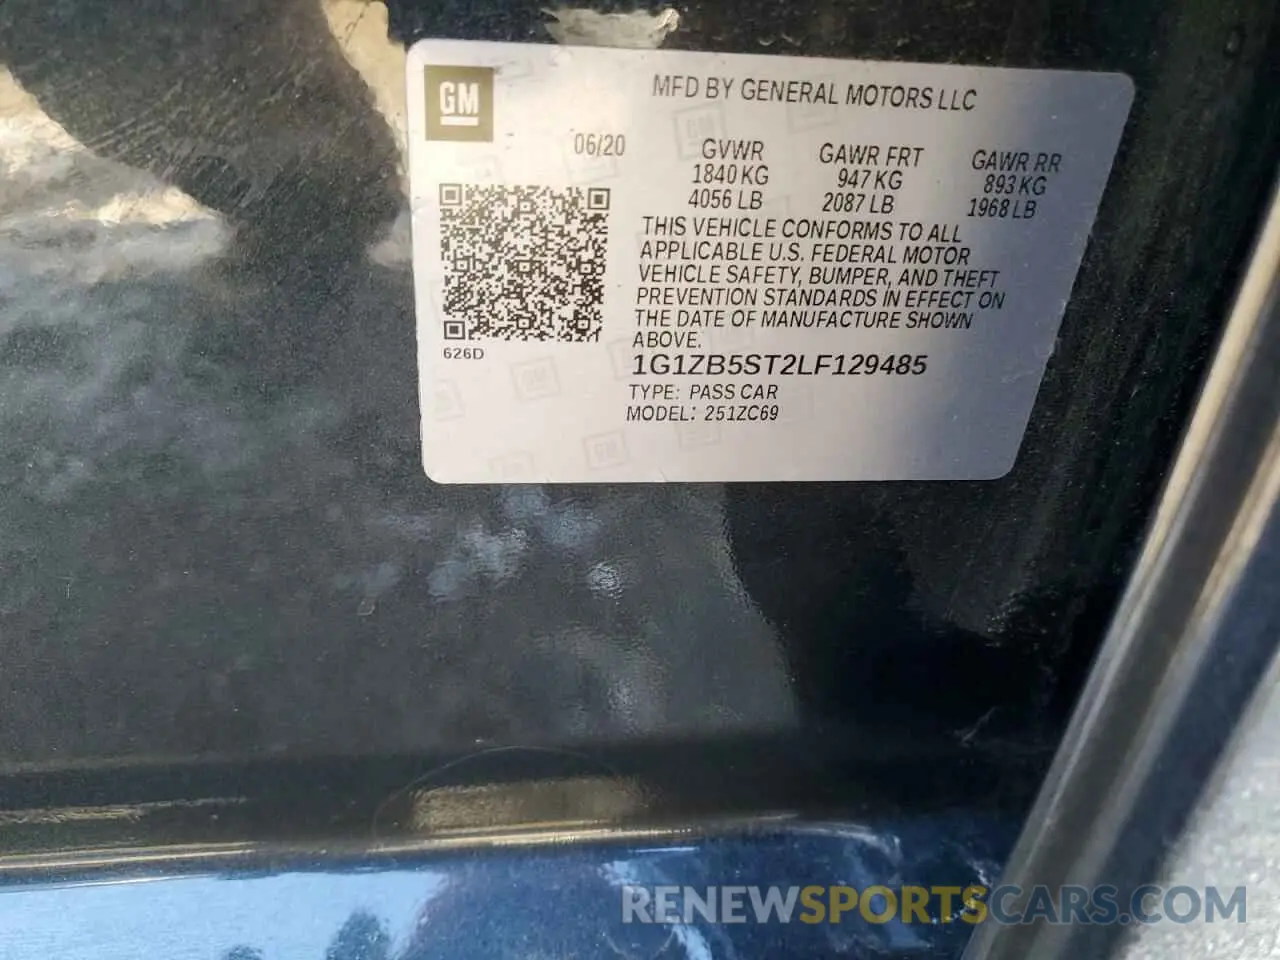 GM
MFD BY GENERAL MOTORS LLC
06/20
GVWR GAWR FRT GAWR RR
1840 KG 947 KG 893 KG
4056 LB 2087 LB 1968 LB
THIS VEHICLE CONFORMS TO ALL
APPLICABLE U.S. FEDERAL MOTOR
VEHICLE SAFETY, BUMPER, AND THEFT
PREVENTION STANDARDS IN EFFECT ON
THE DATE OF MANUFACTURE SHOWN
ABOVE.
626D
1G1ZB5ST2LF129485
TYPE: PASS CAR
MODEL: 251ZC69
RENEWSPORTSCARS.COM